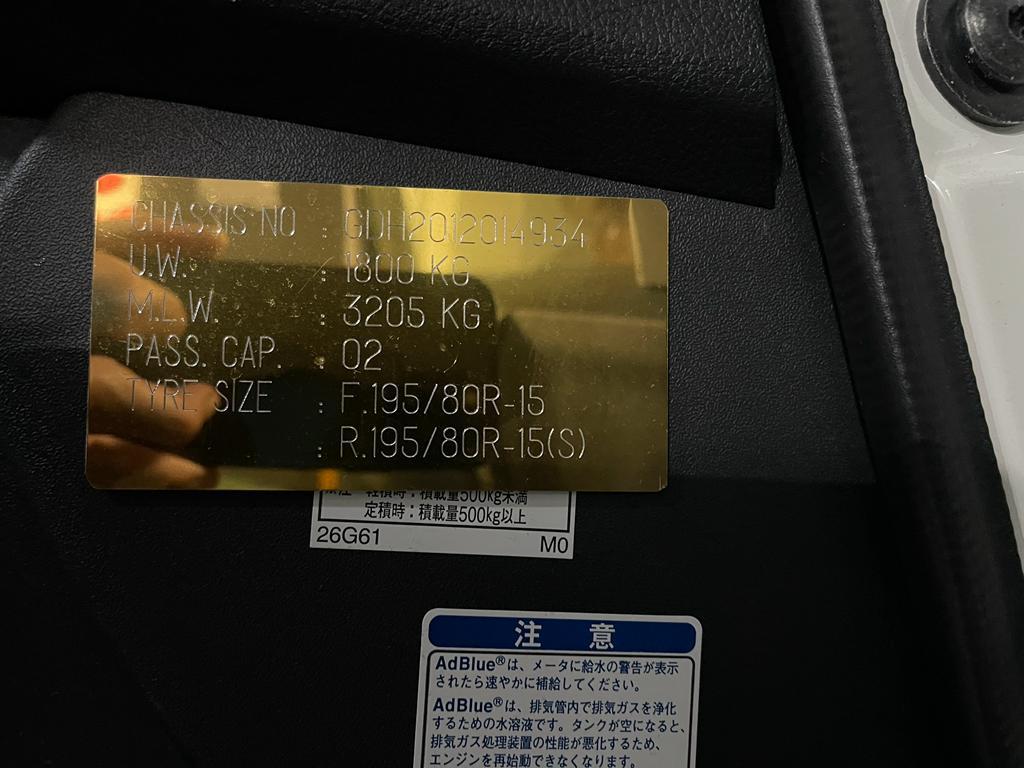 CHASSIS NO : GDH2012014934
U.W. : 1800 KG
M.L.W. : 3205 KG
PASS. CAP. : 02
TYRE SIZE : F.195/80R-15
: R.195/80R-15(S)
軽積時：積載量500kg未満
定積時：積載量500kg以上
26G61 M0
注 意
AdBlue®は、メータに給水の警告が表示
されたら速やかに補給してください。
AdBlue®は、排気管内で排気ガスを浄化
するための水溶液です。タンクが空になると、
排気ガス処理装置の性能が悪化するため、
エンジンを再始動できなくなります。